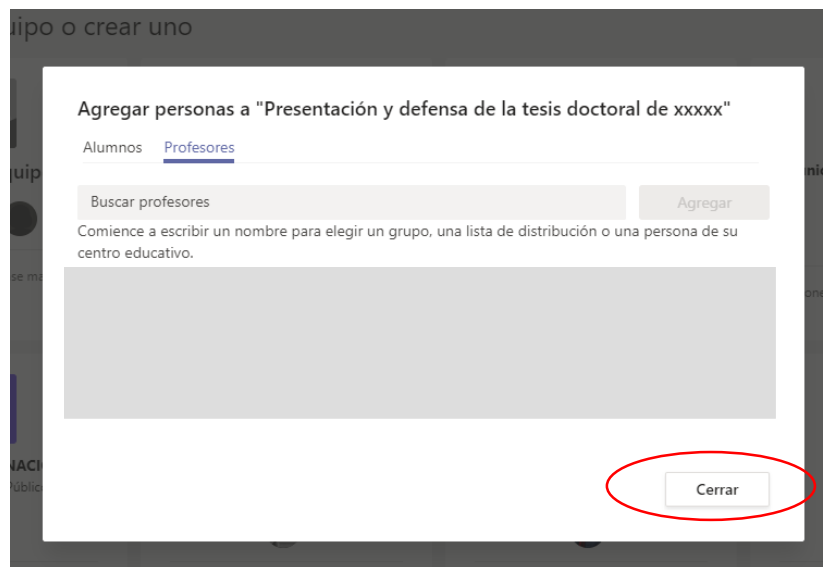 o crear uno
Agregar personas a "Presentación y defensa de la tesis doctoral de xxxxx"
Alumnos Profesores
Buscar profesores Agregar
Comience a escribir un nombre para elegir un grupo, una lista de distribución o una persona de su
centro educativo.
Cerrar